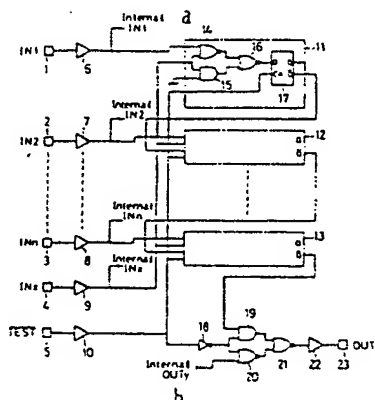 a
Internal
IN1
14
16
11
IN1
1
6
15
17
Internal
IN2
2
7
IN2
12
Internal
INn
INn
3
8
13
Internal
INx
INx
4
9
19
TEST
5
10
18
21
22
23
OUT
Internal
OUTy
20
b